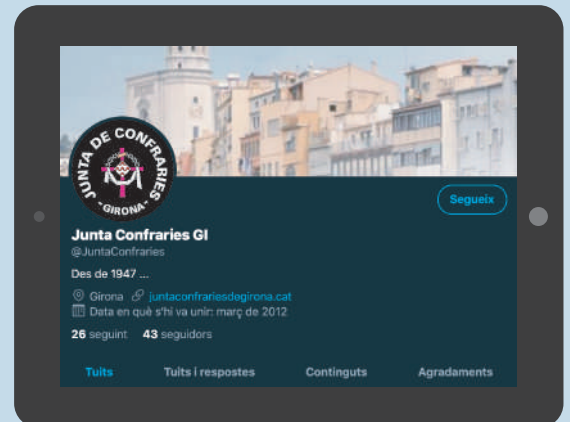 JUNTA DE CONFRARIES
-GIRONA-
Segueix
Junta Confraries GI
@JuntaConfraries
Des de 1947 ...
Girona juntaconfrariesdegirona.cat
Data en què s'hi va unir: març de 2012
26 seguint 43 seguidors
Tuits Tuits i respostes Continguts Agradaments